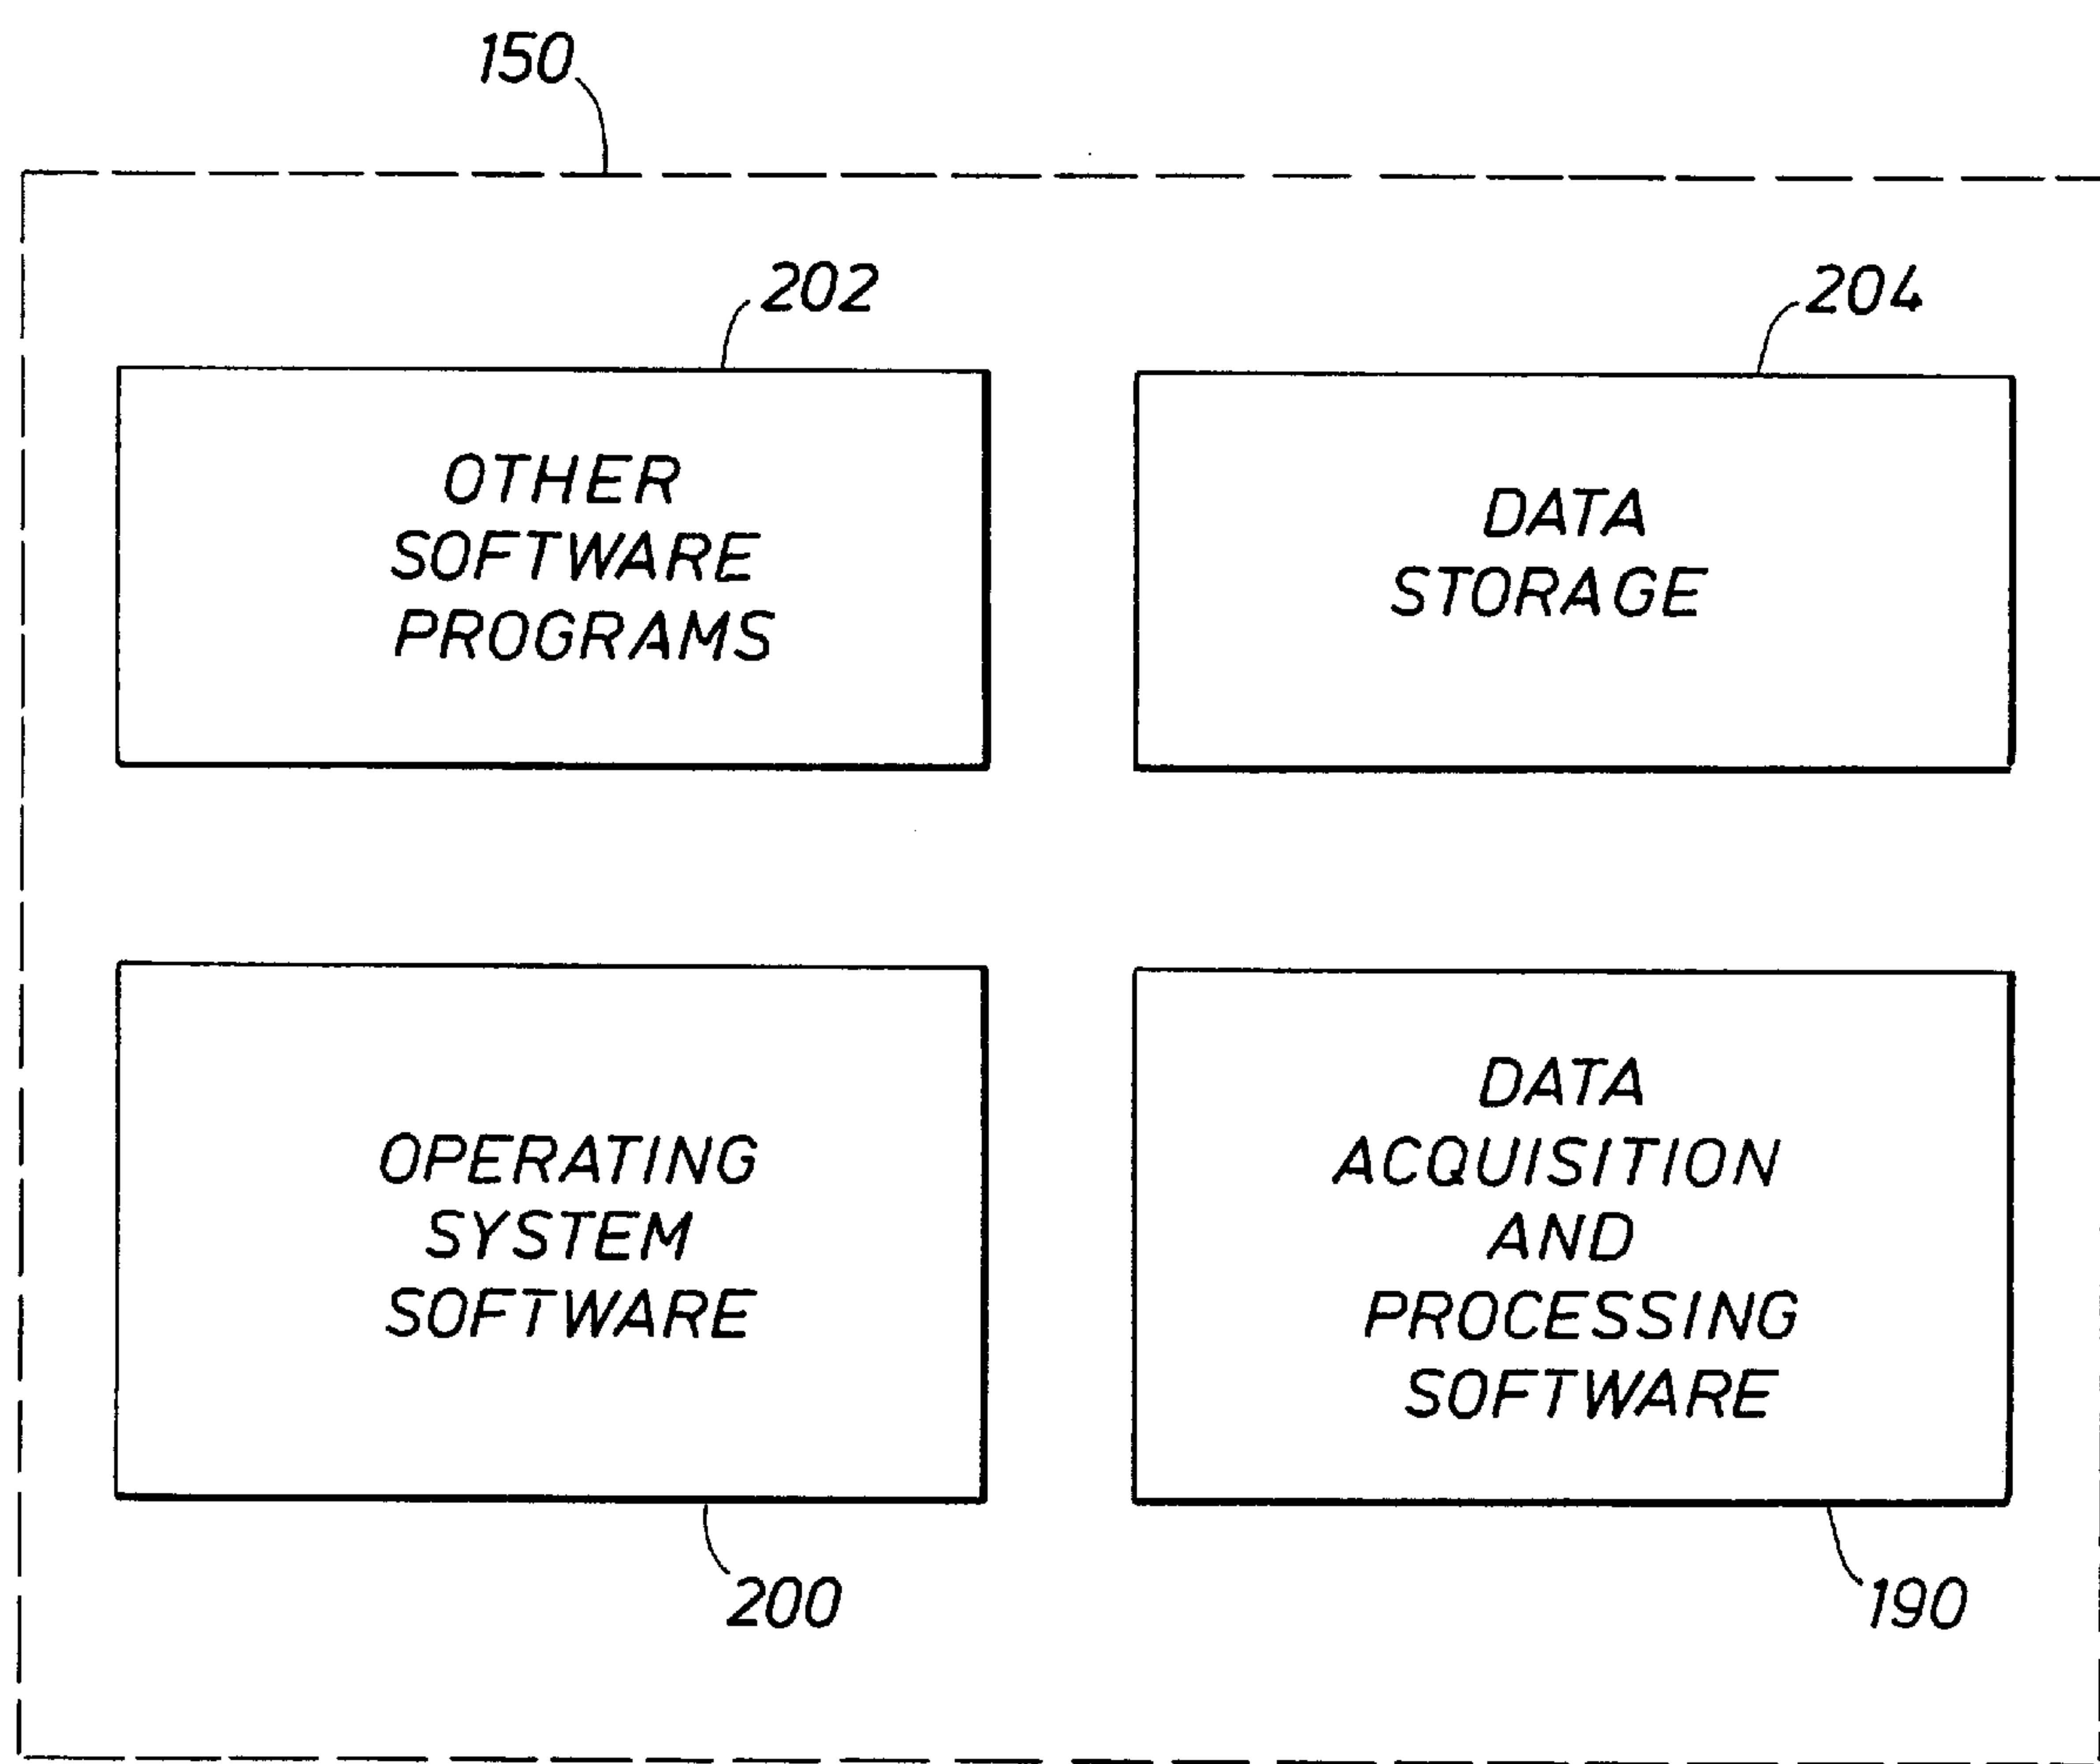 150
202
OTHER
SOFTWARE
PROGRAMS
204
DATA
STORAGE
OPERATING
SYSTEM
SOFTWARE
200
DATA
ACQUISITION
AND
PROCESSING
SOFTWARE
190